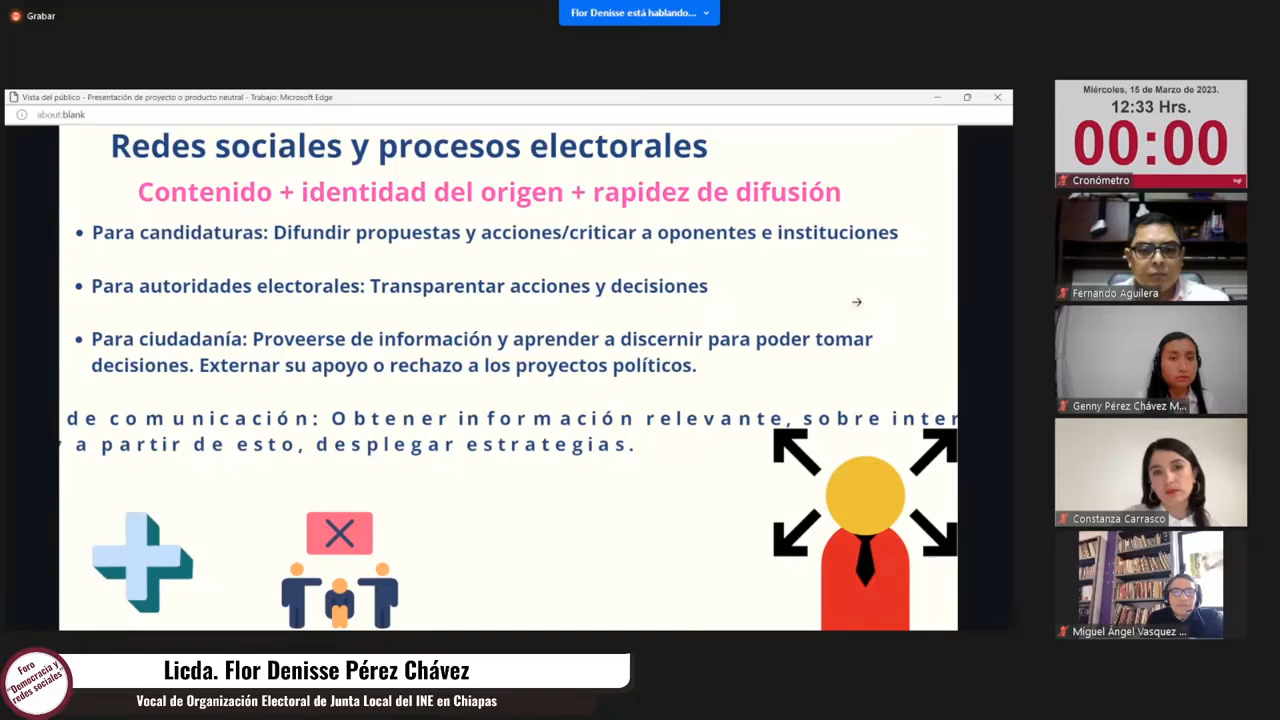 Grabar
Flor Denisse está hablando...
Vista del público - Presentación de proyecto o producto neutral - Trabajo: Microsoft Edge
about:blank
Redes sociales y procesos electorales
Contenido + identidad del origen + rapidez de difusión
• Para candidaturas: Difundir propuestas y acciones/criticar a oponentes e instituciones
• Para autoridades electorales: Transparentar acciones y decisiones
• Para ciudadanía: Proveerse de información y aprender a discernir para poder tomar
decisiones. Externar su apoyo o rechazo a los proyectos políticos.
de comunicación: Obtener información relevante, sobre inter
y a partir de esto, desplegar estrategias.
Miércoles, 15 de Marzo de 2023.
12:33 Hrs.
00:00
Cronómetro
Fernando Aguilera
Genny Pérez Chávez M...
Constanza Carrasco
Miguel Ángel Vasquez ...
Foro
"Democracia y
redes sociales"
Licda. Flor Denisse Pérez Chávez
Vocal de Organización Electoral de Junta Local del INE en Chiapas